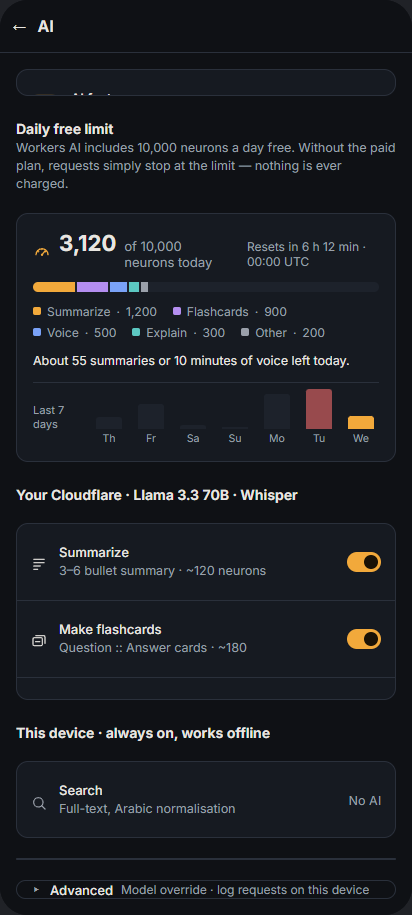 ← AI
Daily free limit
Workers AI includes 10,000 neurons a day free. Without the paid
plan, requests simply stop at the limit — nothing is ever
charged.
3,120 of 10,000
neurons today
Resets in 6 h 12 min ·
00:00 UTC
Summarize · 1,200 Flashcards · 900
Voice · 500 Explain · 300 Other · 200
About 55 summaries or 10 minutes of voice left today.
Last 7
days
Th Fr Sa Su Mo Tu We
Your Cloudflare · Llama 3.3 70B · Whisper
Summarize
3–6 bullet summary · ~120 neurons
Make flashcards
Question :: Answer cards · ~180
This device · always on, works offline
Search
Full-text, Arabic normalisation
No AI
Advanced Model override · log requests on this device